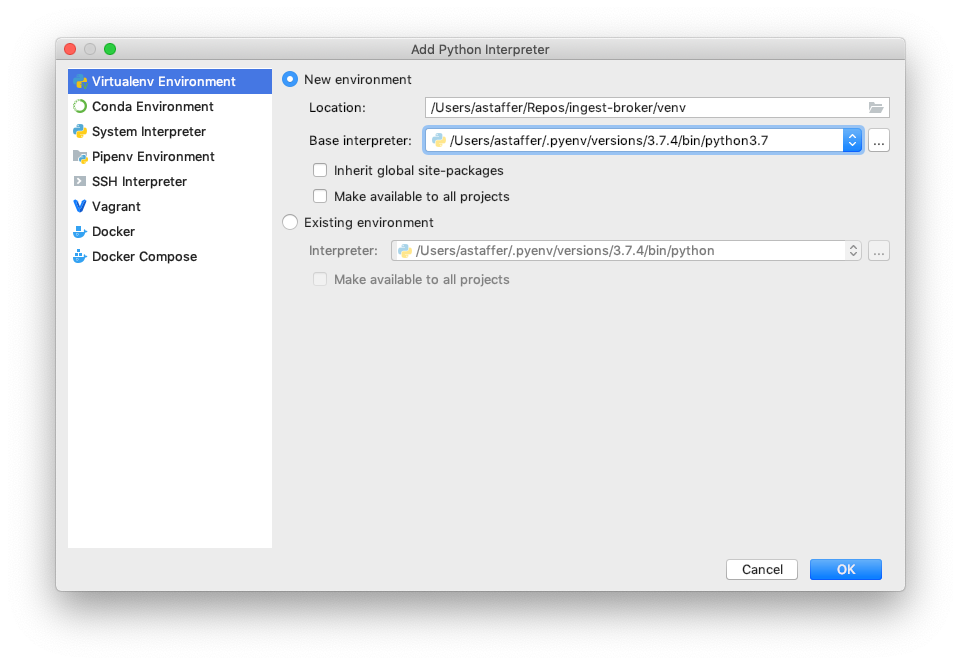 Add Python Interpreter
Virtualenv Environment
Conda Environment
System Interpreter
Pipenv Environment
SSH Interpreter
Vagrant
Docker
Docker Compose
New environment
Location: /Users/astaffer/Repos/ingest-broker/venv
Base interpreter: /Users/astaffer/.pyenv/versions/3.7.4/bin/python3.7 ...
Inherit global site-packages
Make available to all projects
Existing environment
Interpreter: /Users/astaffer/.pyenv/versions/3.7.4/bin/python ...
Make available to all projects
Cancel OK